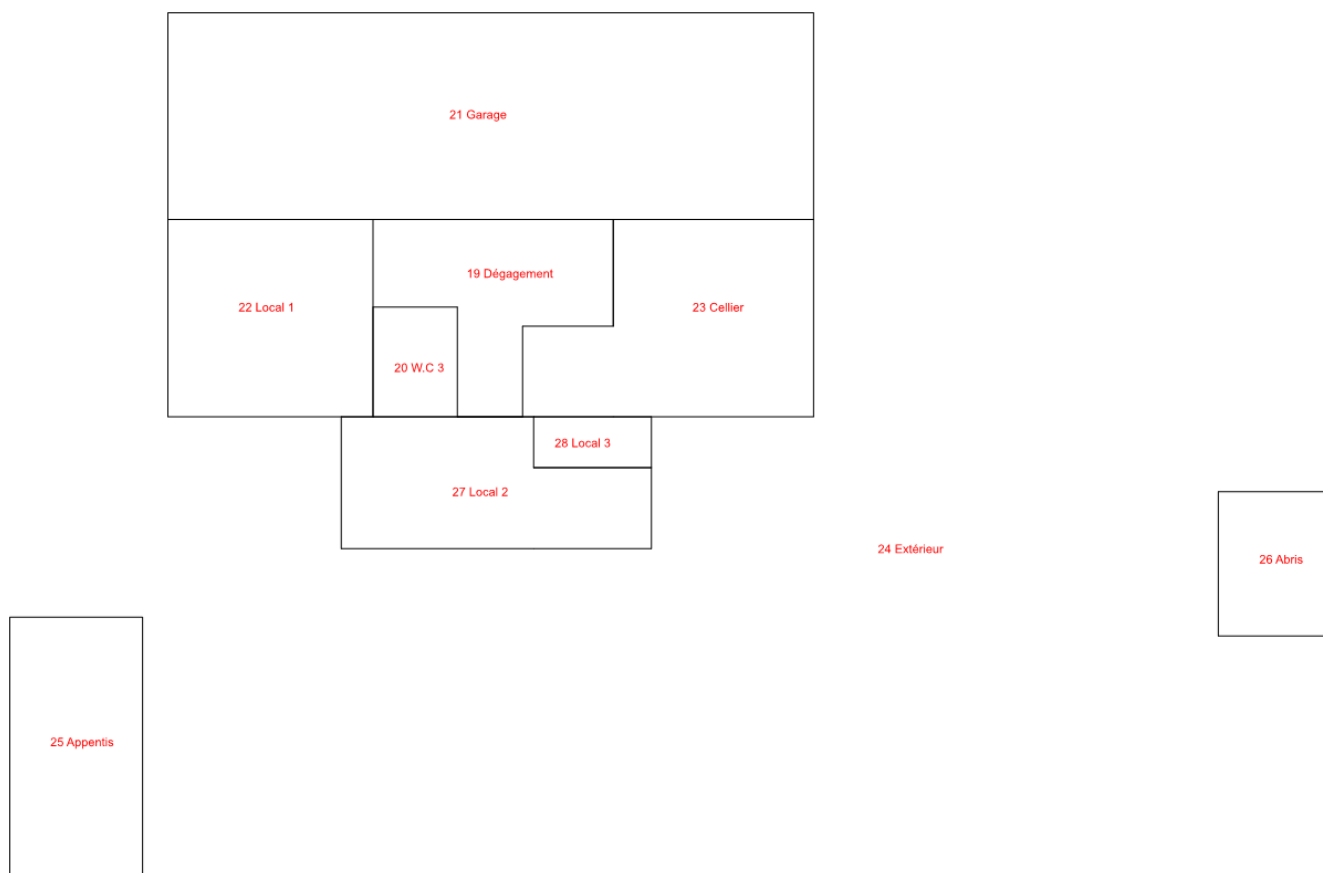 21 Garage
19 Dégagement
22 Local 1
23 Cellier
20 W.C 3
28 Local 3
27 Local 2
24 Extérieur
26 Abris
25 Appentis